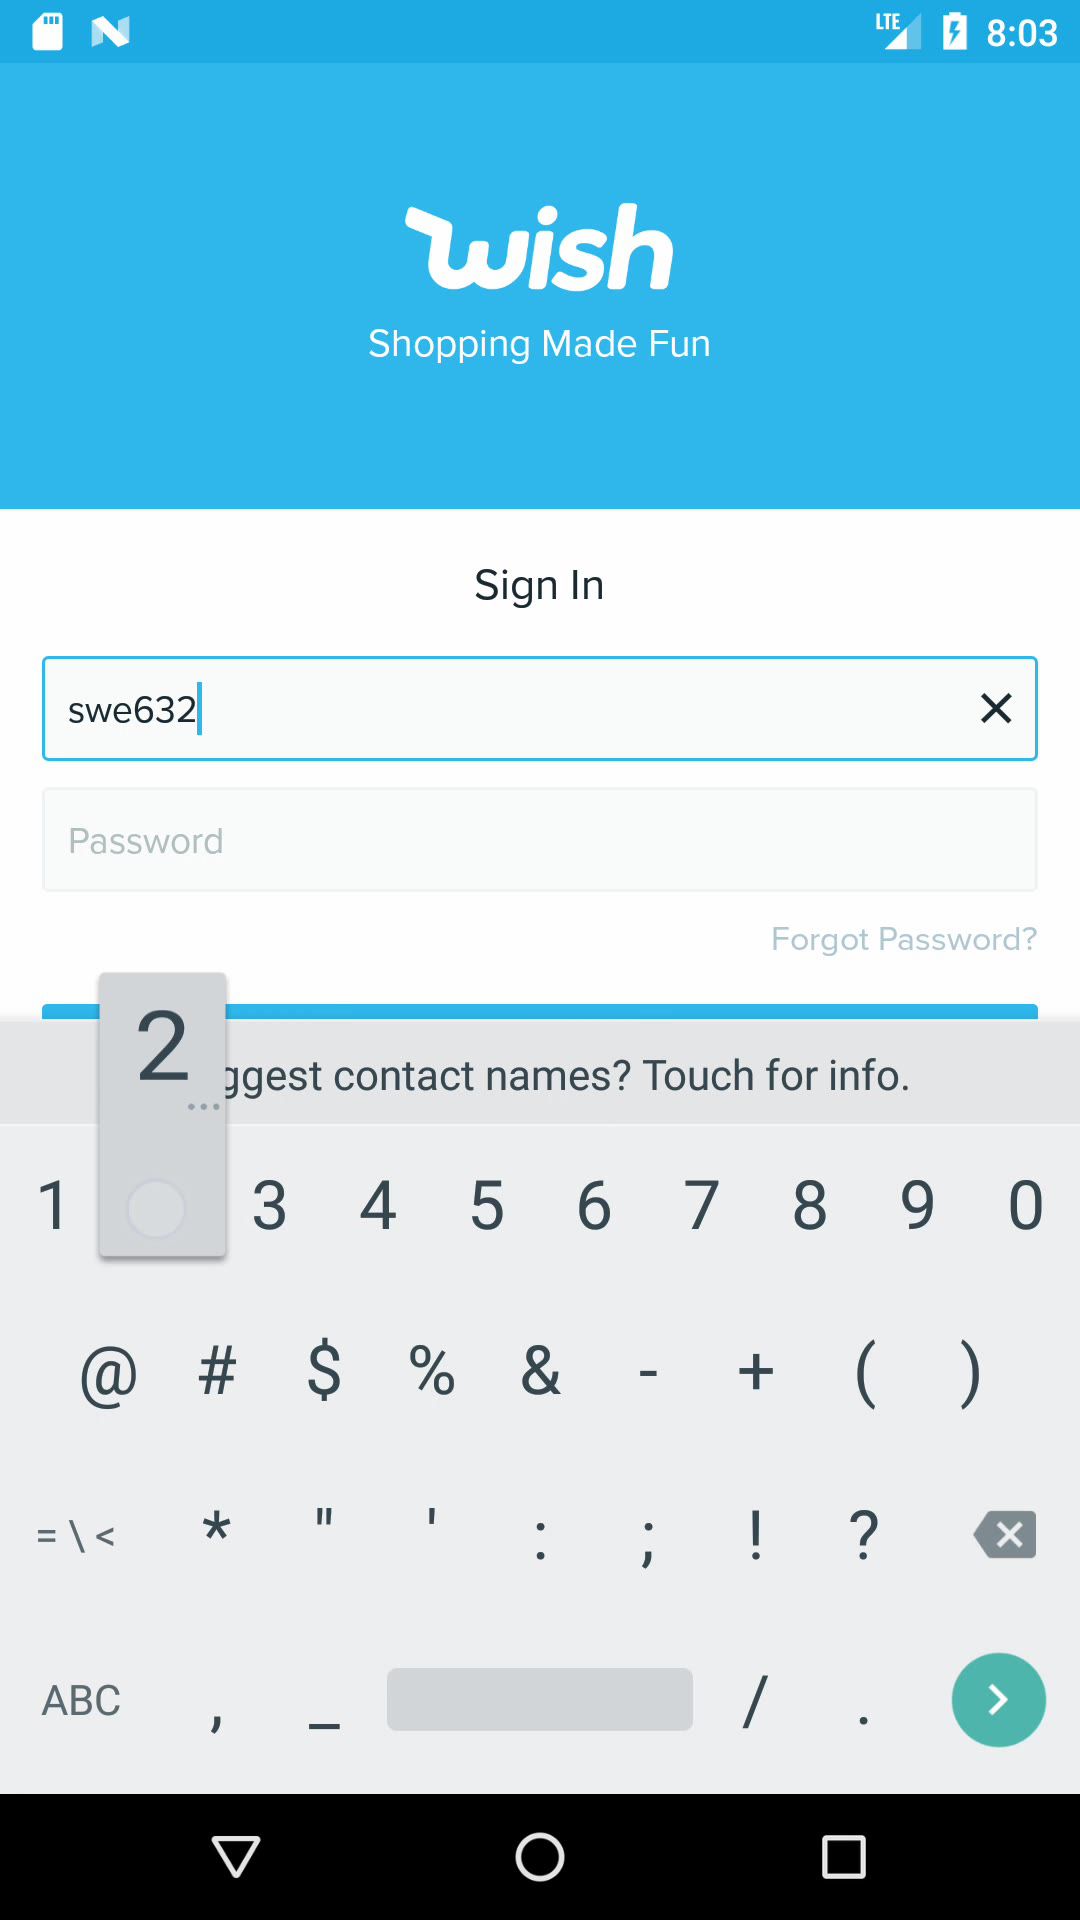 LTE 8:03
wish
Shopping Made Fun
Sign In
swe632
Password
Forgot Password?
2
ggest contact names? Touch for info.
1 3 4 5 6 7 8 9 0
@ # $ % & - + ( )
= \ < * " ' : ; ! ?
ABC , _ / .